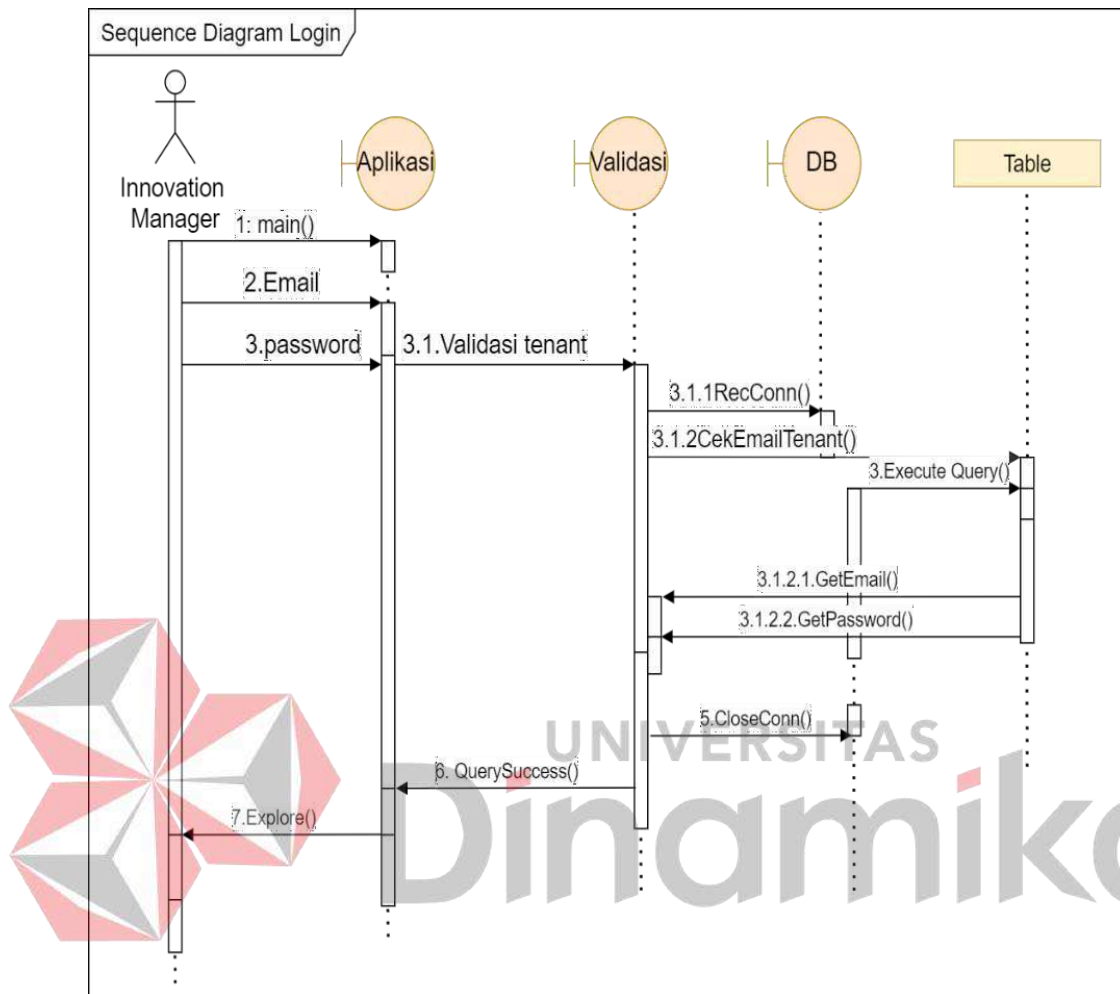 Sequence Diagram Login
Innovation
Manager
Aplikasi
Validasi
DB
Table
1: main()
2.Email
3.password
3.1.Validasi tenant
3.1.1RecConn()
3.1.2CekEmailTenant()
3.Execute Query()
3.1.2.1.GetEmail()
3.1.2.2.GetPassword()
5.CloseConn()
6. QuerySuccess()
7.Explore()
UNIVERSITAS
Dinamika